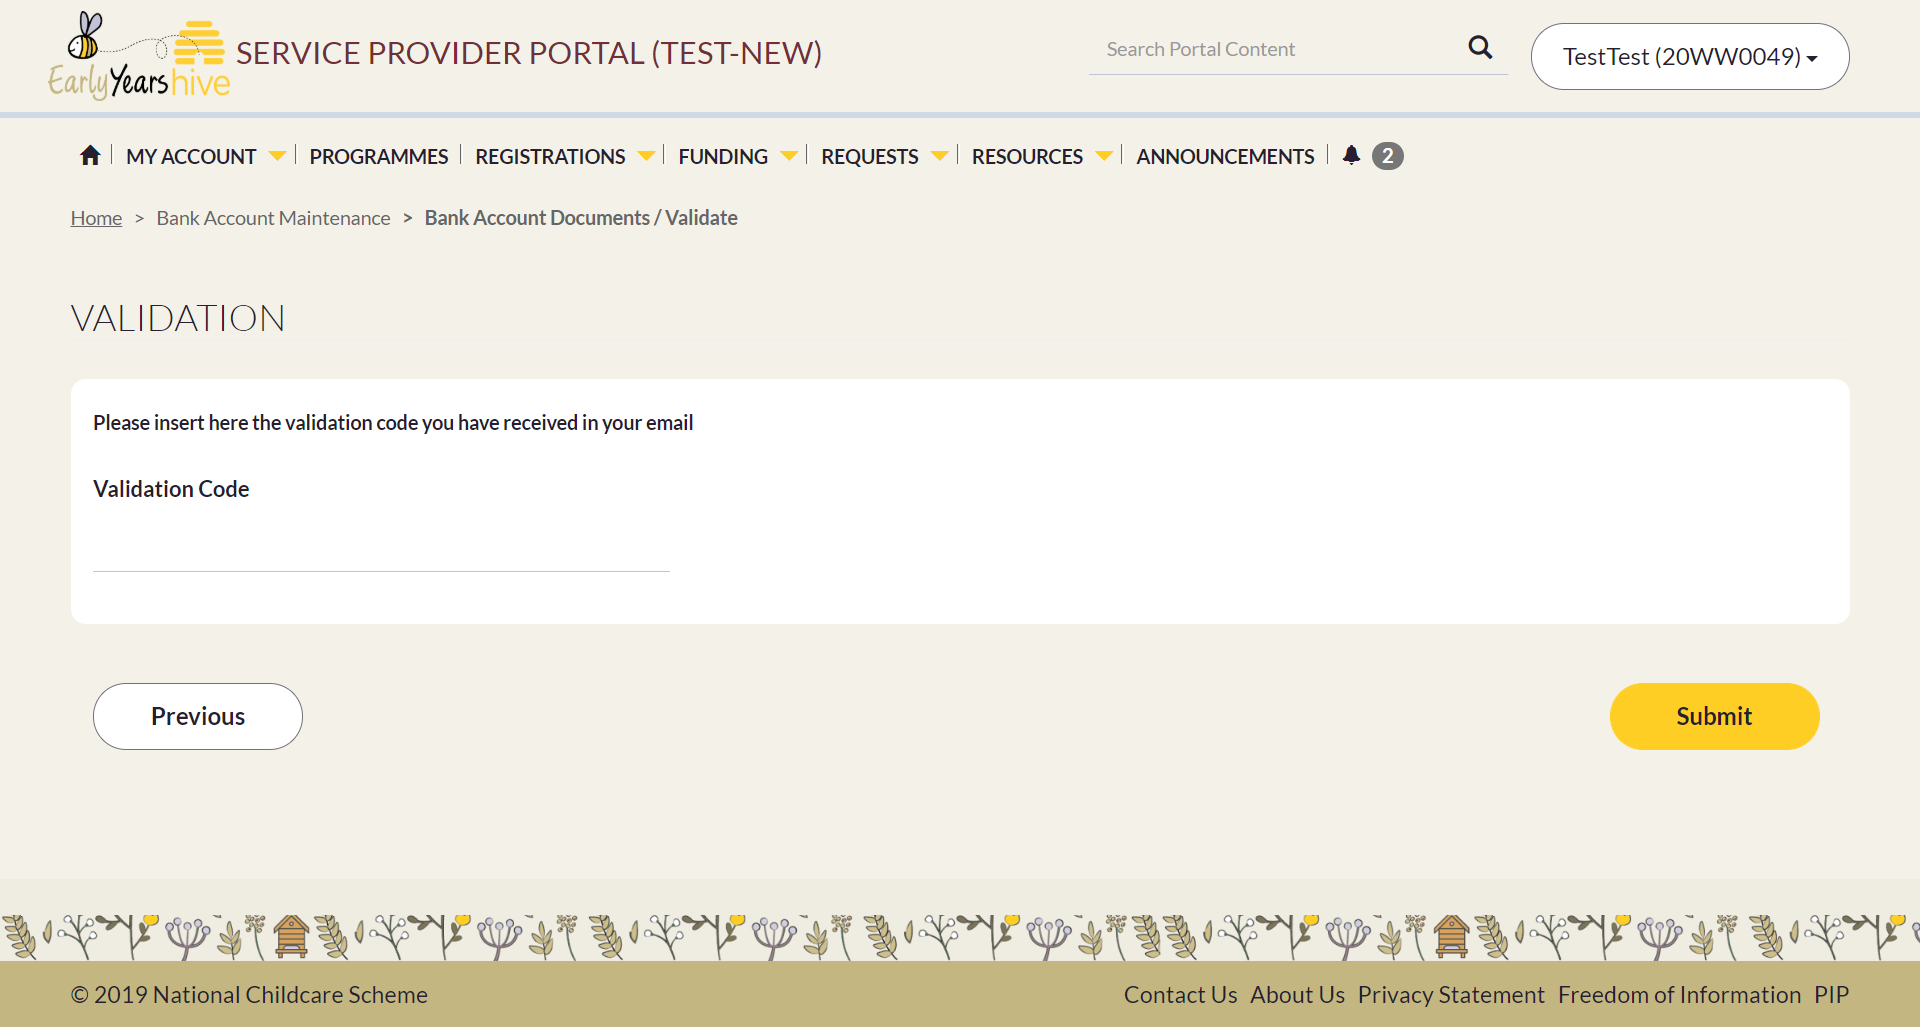 Early Years hive
SERVICE PROVIDER PORTAL (TEST-NEW)
Search Portal Content
TestTest (20WW0049)
MY ACCOUNT PROGRAMMES REGISTRATIONS FUNDING REQUESTS RESOURCES ANNOUNCEMENTS 2
Home > Bank Account Maintenance > Bank Account Documents / Validate
VALIDATION
Please insert here the validation code you have received in your email
Validation Code
Previous Submit
© 2019 National Childcare Scheme Contact Us About Us Privacy Statement Freedom of Information PIP